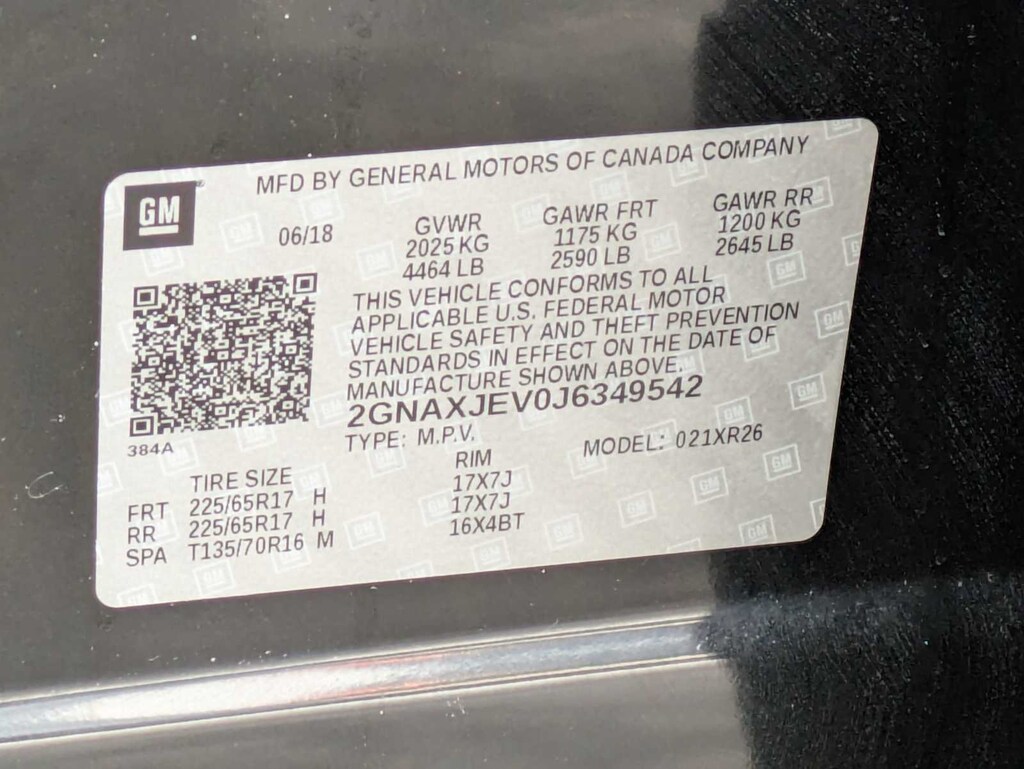 GM
MFD BY GENERAL MOTORS OF CANADA COMPANY
06/18
GVWR GAWR FRT GAWR RR
2025 KG 1175 KG 1200 KG
4464 LB 2590 LB 2645 LB
THIS VEHICLE CONFORMS TO ALL
APPLICABLE U.S. FEDERAL MOTOR
VEHICLE SAFETY AND THEFT PREVENTION
STANDARDS IN EFFECT ON THE DATE OF
MANUFACTURE SHOWN ABOVE.
2GNAXJEV0J6349542
384A
TYPE: M.P.V. MODEL: 021XR26
TIRE SIZE RIM
FRT 225/65R17 H 17X7J
RR 225/65R17 H 17X7J
SPA T135/70R16 M 16X4BT